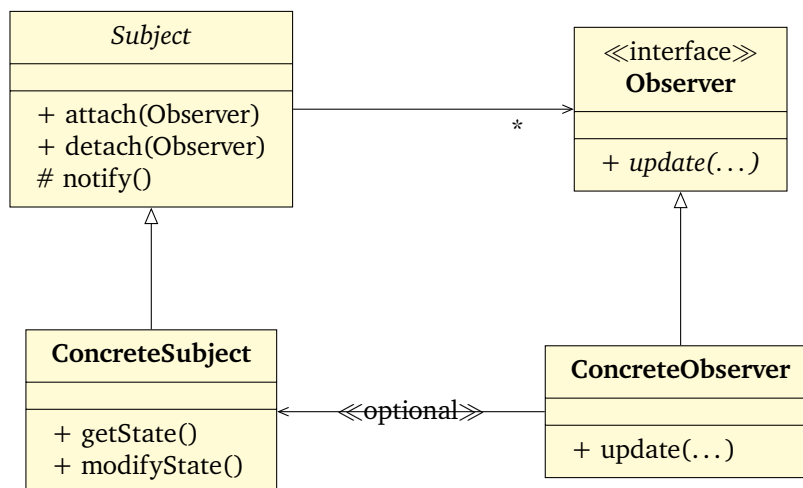 Subject
+ attach(Observer)
+ detach(Observer)
# notify()
≪interface≫
Observer
+ update(...)
*
ConcreteSubject
+ getState()
+ modifyState()
≪optional≫
ConcreteObserver
+ update(...)